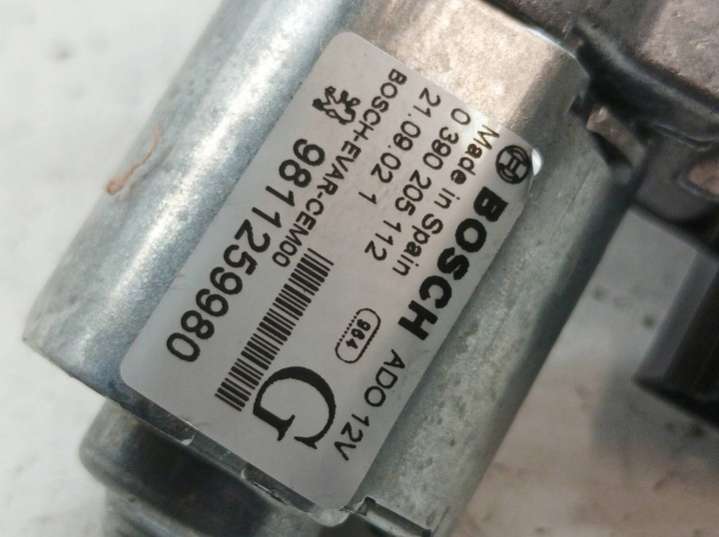 BOSCH ADO 12V
Made in Spain
0 390 205 112
21.09.02 1
964
BOSCH-EVAR-CEM00
9811259980
G